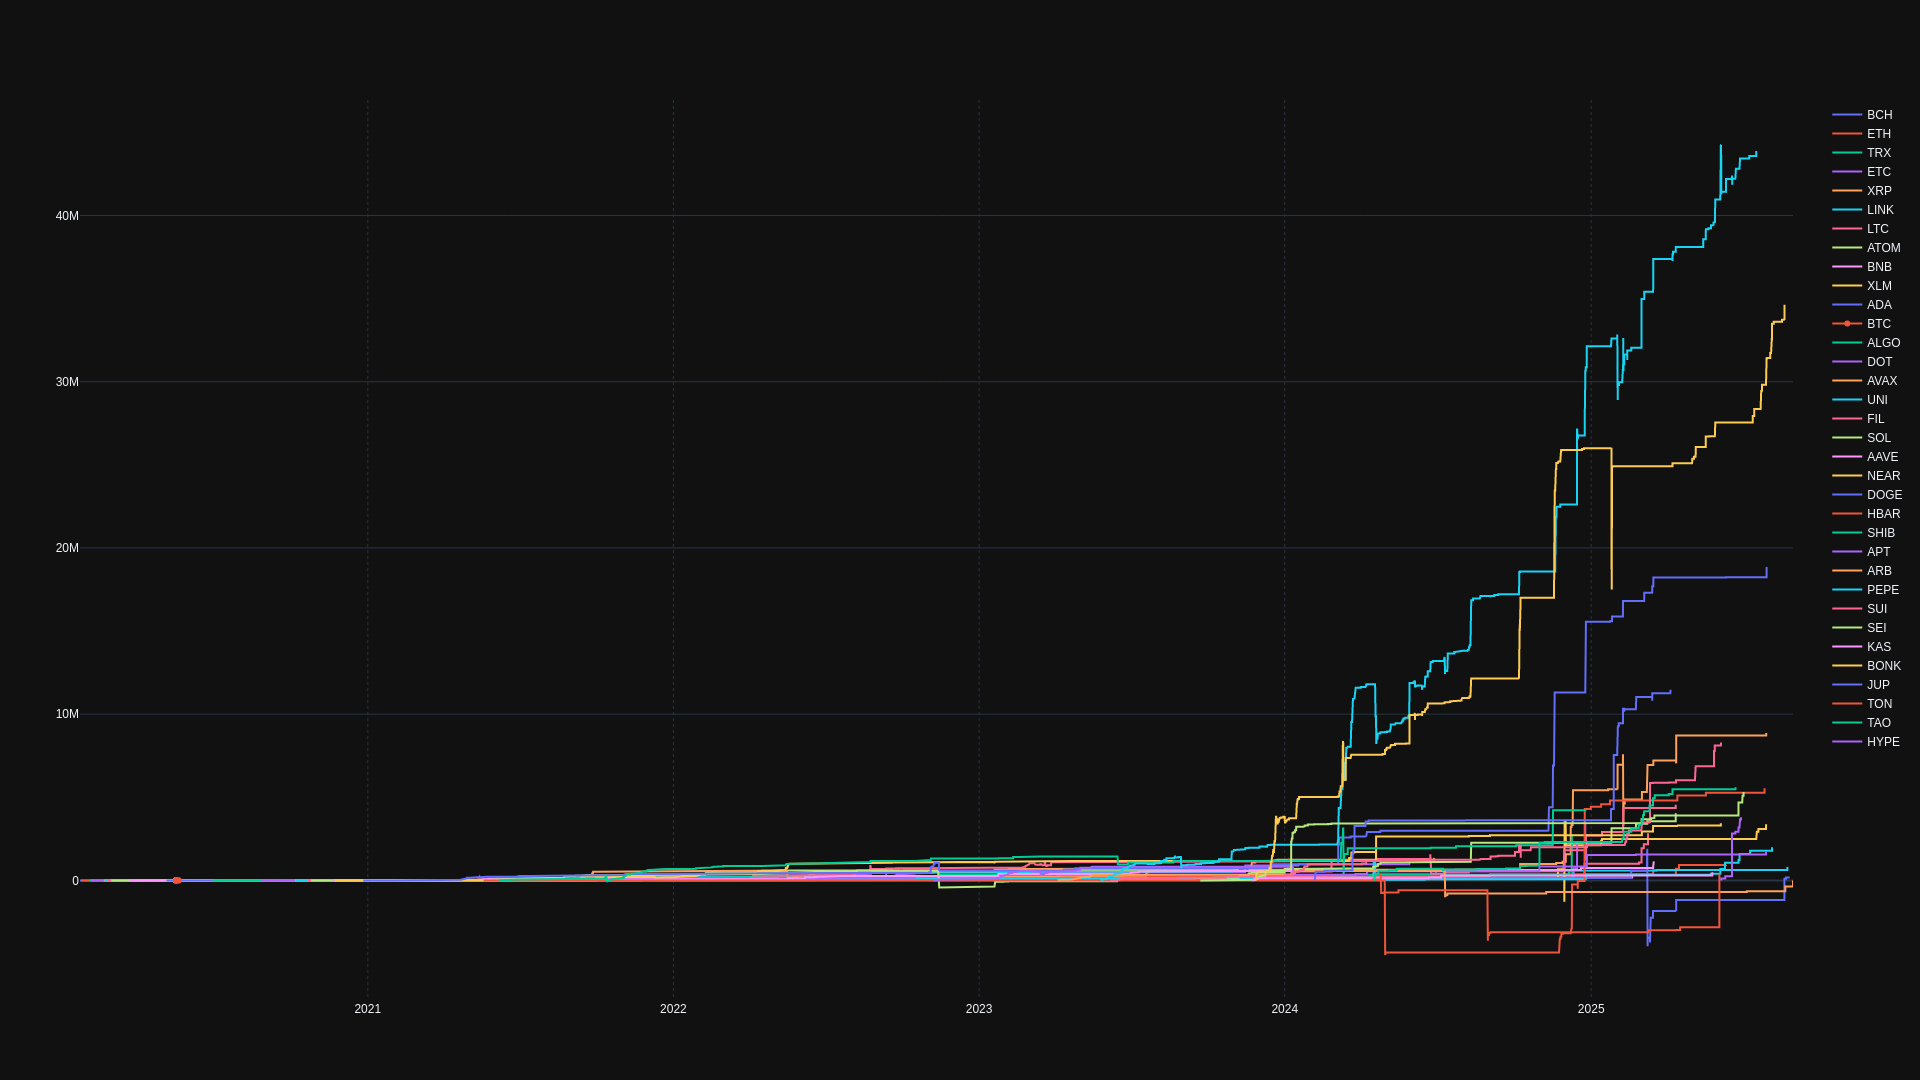 40M
30M
20M
10M
0
2021
2022
2023
2024
2025
BCH
ETH
TRX
ETC
XRP
LINK
LTC
ATOM
BNB
XLM
ADA
BTC
ALGO
DOT
AVAX
UNI
FIL
SOL
AAVE
NEAR
DOGE
HBAR
SHIB
APT
ARB
PEPE
SUI
SEI
KAS
BONK
JUP
TON
TAO
HYPE